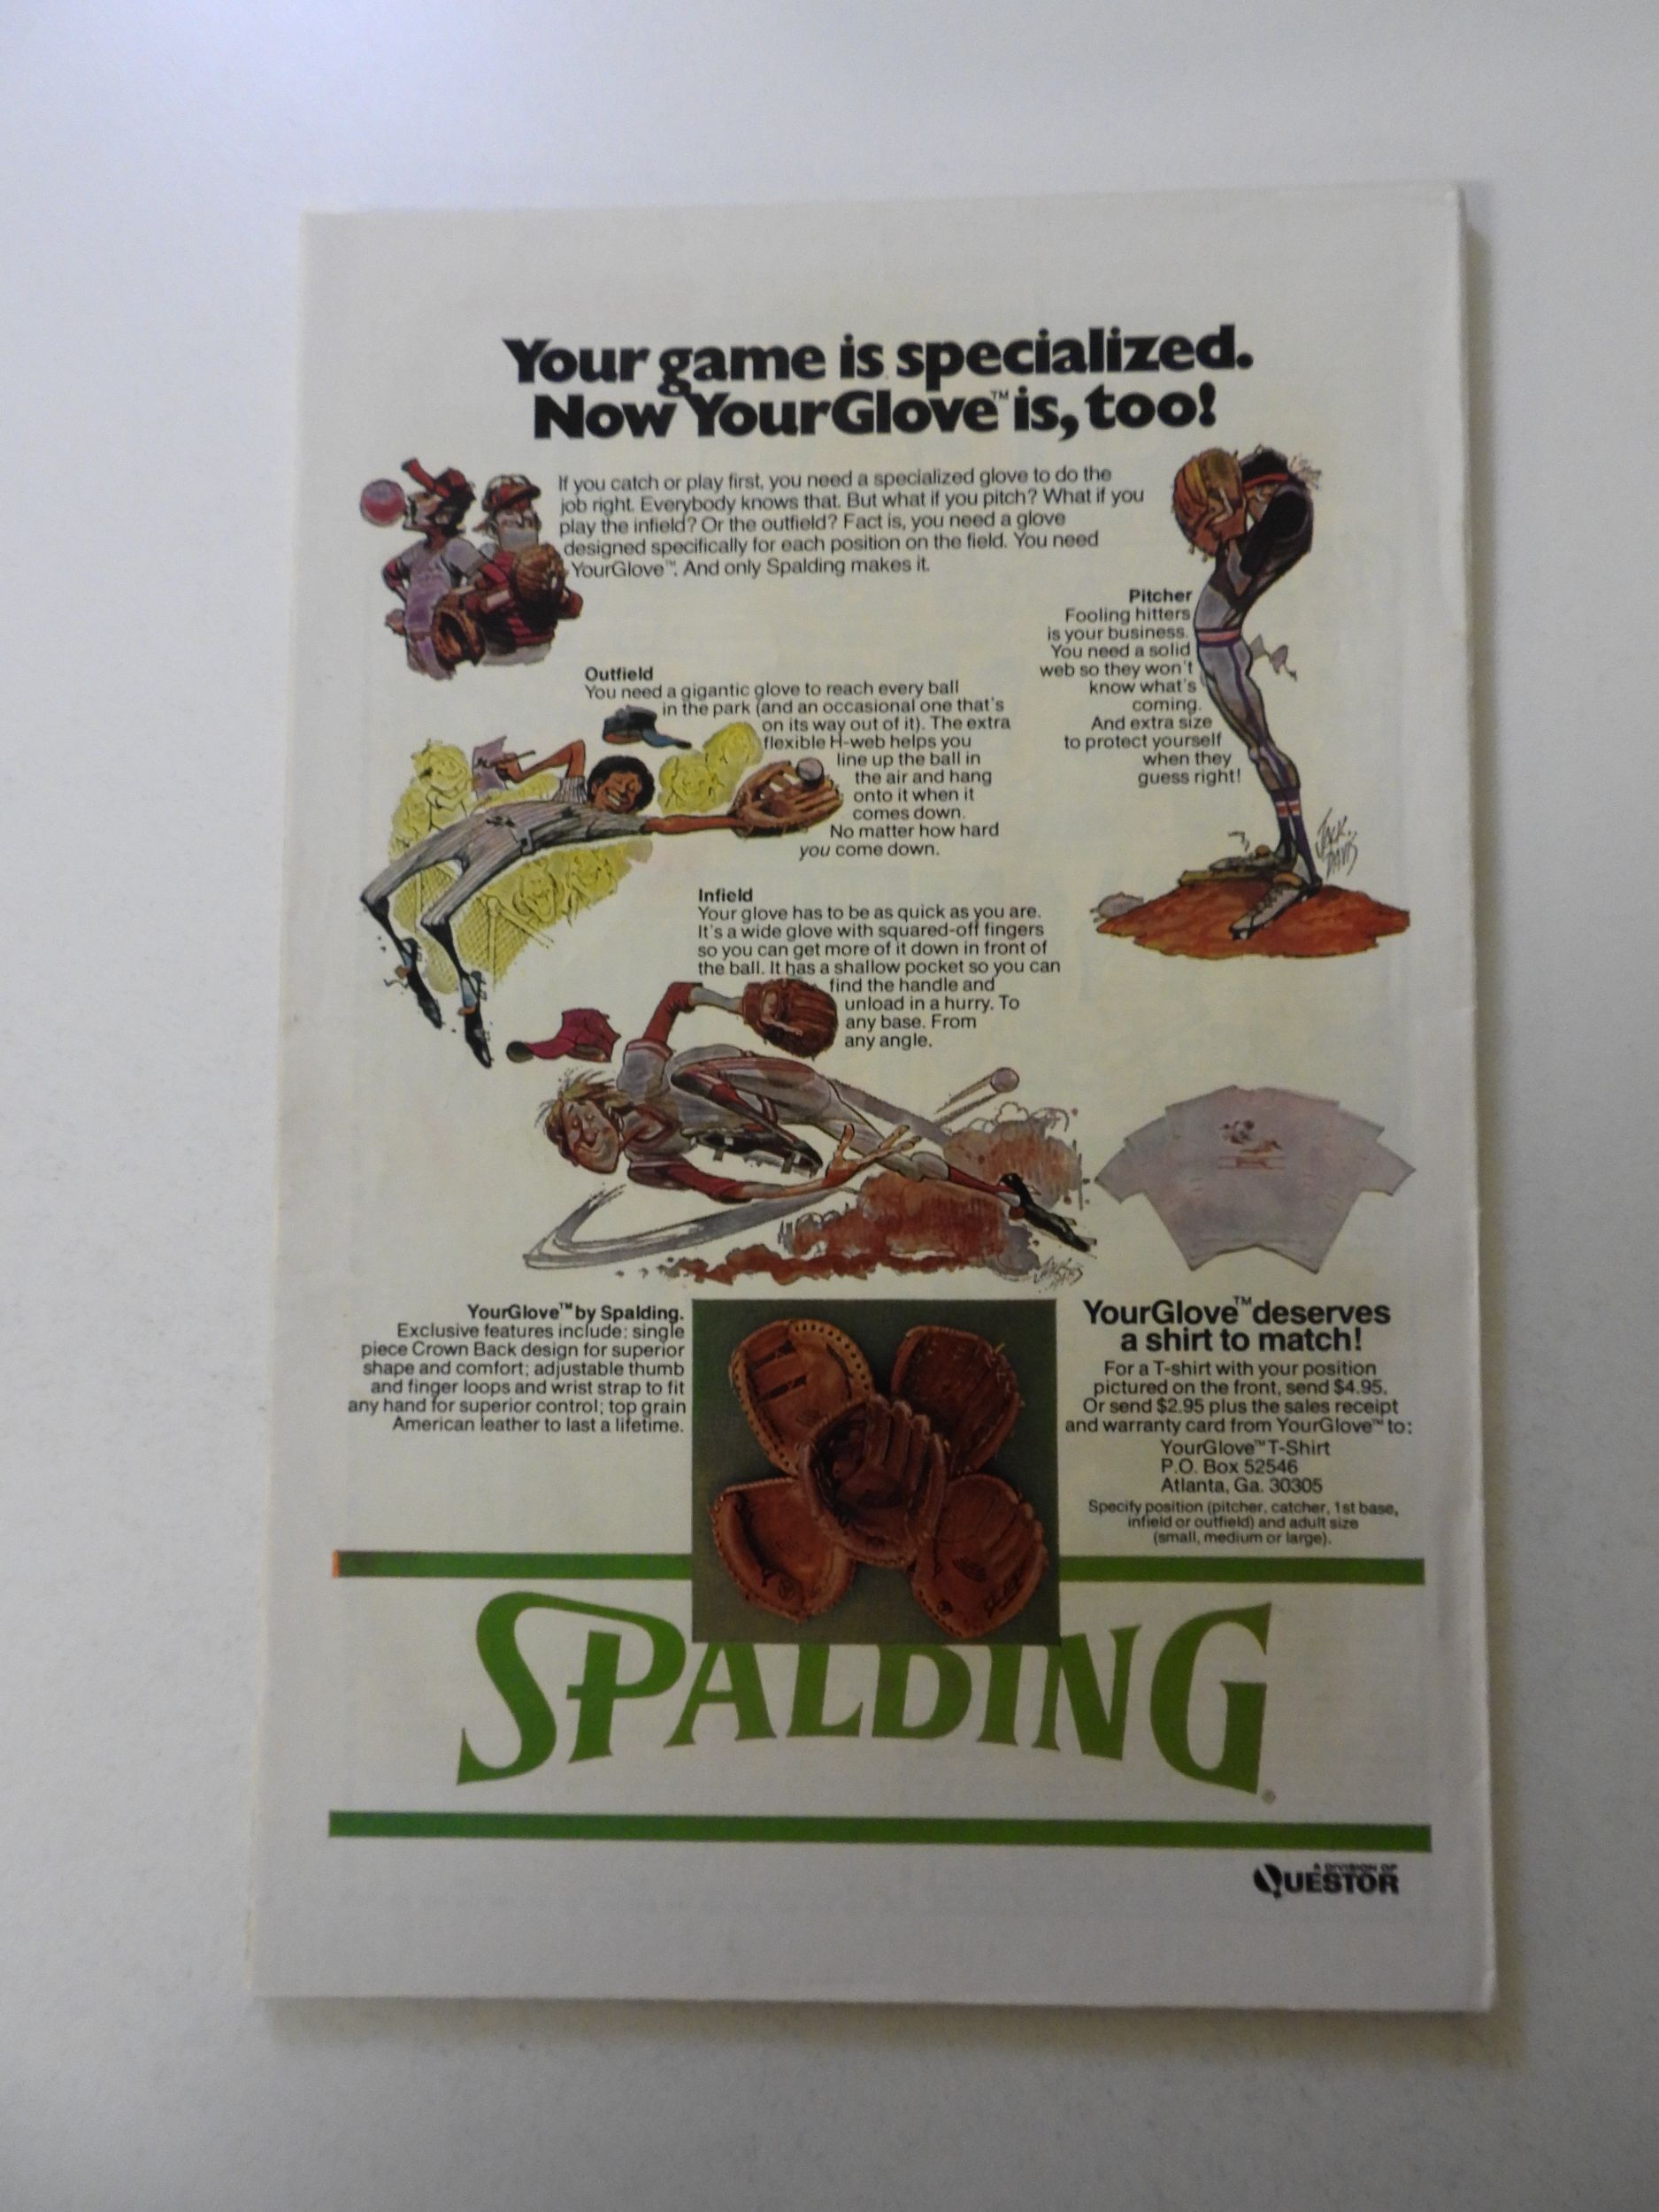 Your game is specialized.
Now YourGlove™ is, too!
If you catch or play first, you need a specialized glove to do the
job right. Everybody knows that. But what if you pitch? What if you
play the infield? Or the outfield? Fact is, you need a glove
designed specifically for each position on the field. You need
YourGlove™. And only Spalding makes it.
Pitcher
Fooling hitters
is your business.
You need a solid
web so they won't
know what's
coming.
And extra size
to protect yourself
when they
guess right!
Outfield
You need a gigantic glove to reach every ball
in the park (and an occasional one that's
on its way out of it). The extra
flexible H-web helps you
line up the ball in
the air and hang
onto it when it
comes down.
No matter how hard
you come down.
JACK
DAVIS
Infield
Your glove has to be as quick as you are.
It's a wide glove with squared-off fingers
so you can get more of it down in front of
the ball. It has a shallow pocket so you can
find the handle and
unload in a hurry. To
any base. From
any angle.
YourGlove™ by Spalding.
Exclusive features include: single
piece Crown Back design for superior
shape and comfort; adjustable thumb
and finger loops and wrist strap to fit
any hand for superior control; top grain
American leather to last a lifetime.
YourGlove™ deserves
a shirt to match!
For a T-shirt with your position
pictured on the front, send $4.95.
Or send $2.95 plus the sales receipt
and warranty card from YourGlove™ to:
YourGlove™ T-Shirt
P.O. Box 52546
Atlanta, Ga. 30305
Specify position (pitcher, catcher, 1st base,
infield or outfield) and adult size
(small, medium or large).
SPALDING®
A DIVISION OF
QUESTOR